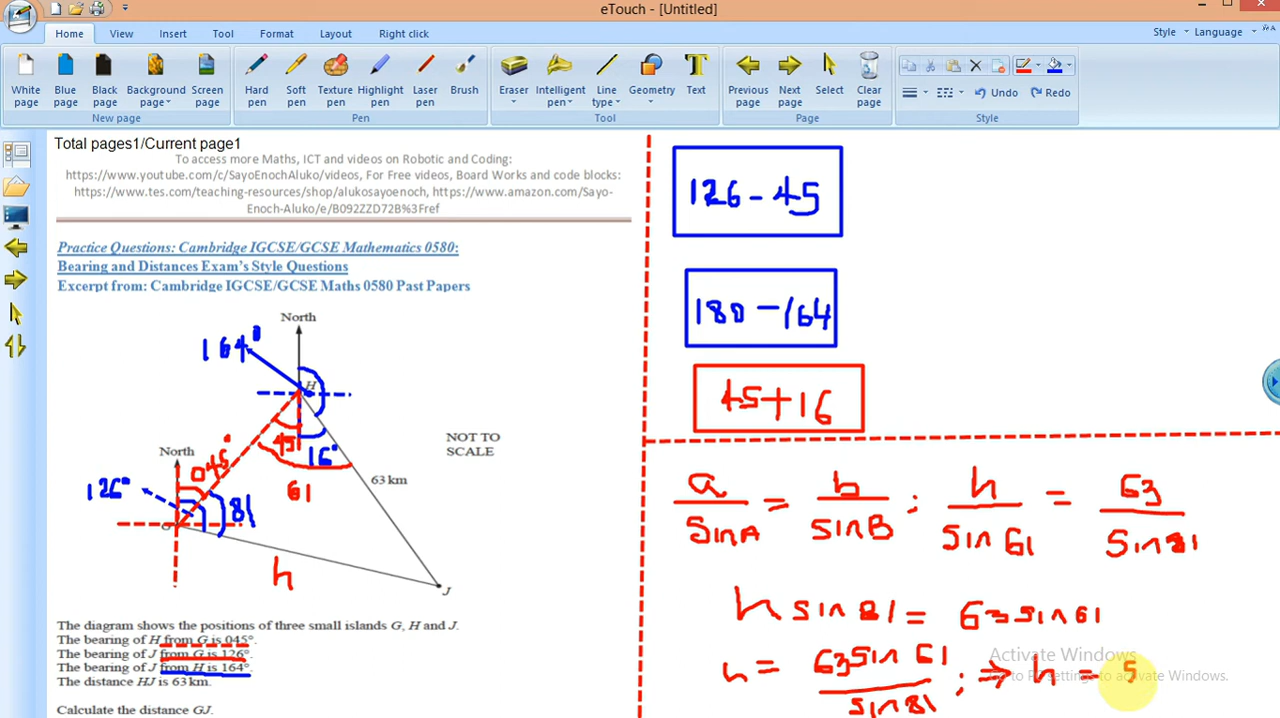 eTouch - [Untitled]
Home View Insert Tool Format Layout Right click Style Language
White page Blue page Black page Background page Screen page
Hard pen Soft pen Texture pen Highlight pen Laser pen Brush
Eraser Intelligent pen Line type Geometry Text
Previous page Next page Select Clear page
Undo Redo
New page Pen Tool Page Style
Total pages1/Current page1
To access more Maths, ICT and videos on Robotic and Coding:
https://www.youtube.com/c/SayoEnochAluko/videos, For Free videos, Board Works and code blocks:
https://www.tes.com/teaching-resources/shop/alukosayoenoch, https://www.amazon.com/Sayo-
Enoch-Aluko/e/B092ZZD72B%3Fref
Practice Questions: Cambridge IGCSE/GCSE Mathematics 0580:
Bearing and Distances Exam's Style Questions
Excerpt from: Cambridge IGCSE/GCSE Maths 0580 Past Papers
North
164°
H
45
16°
61
NOT TO
SCALE
North
045°
63 km
126°
81
G
h
J
The diagram shows the positions of three small islands G, H and J.
The bearing of H from G is 045°.
The bearing of J from G is 126°.
The bearing of J from H is 164°.
The distance HJ is 63 km.
Calculate the distance GJ.
126 - 45
180 - 164
45 + 16
a/sin A = b/sin B : h/sin 61 = 63/sin 81
h sin 81 = 63 sin 61
h = 63 sin 61/sin 81 ; ⇒ h = 5
Activate Windows
Go to PC settings to activate Windows.